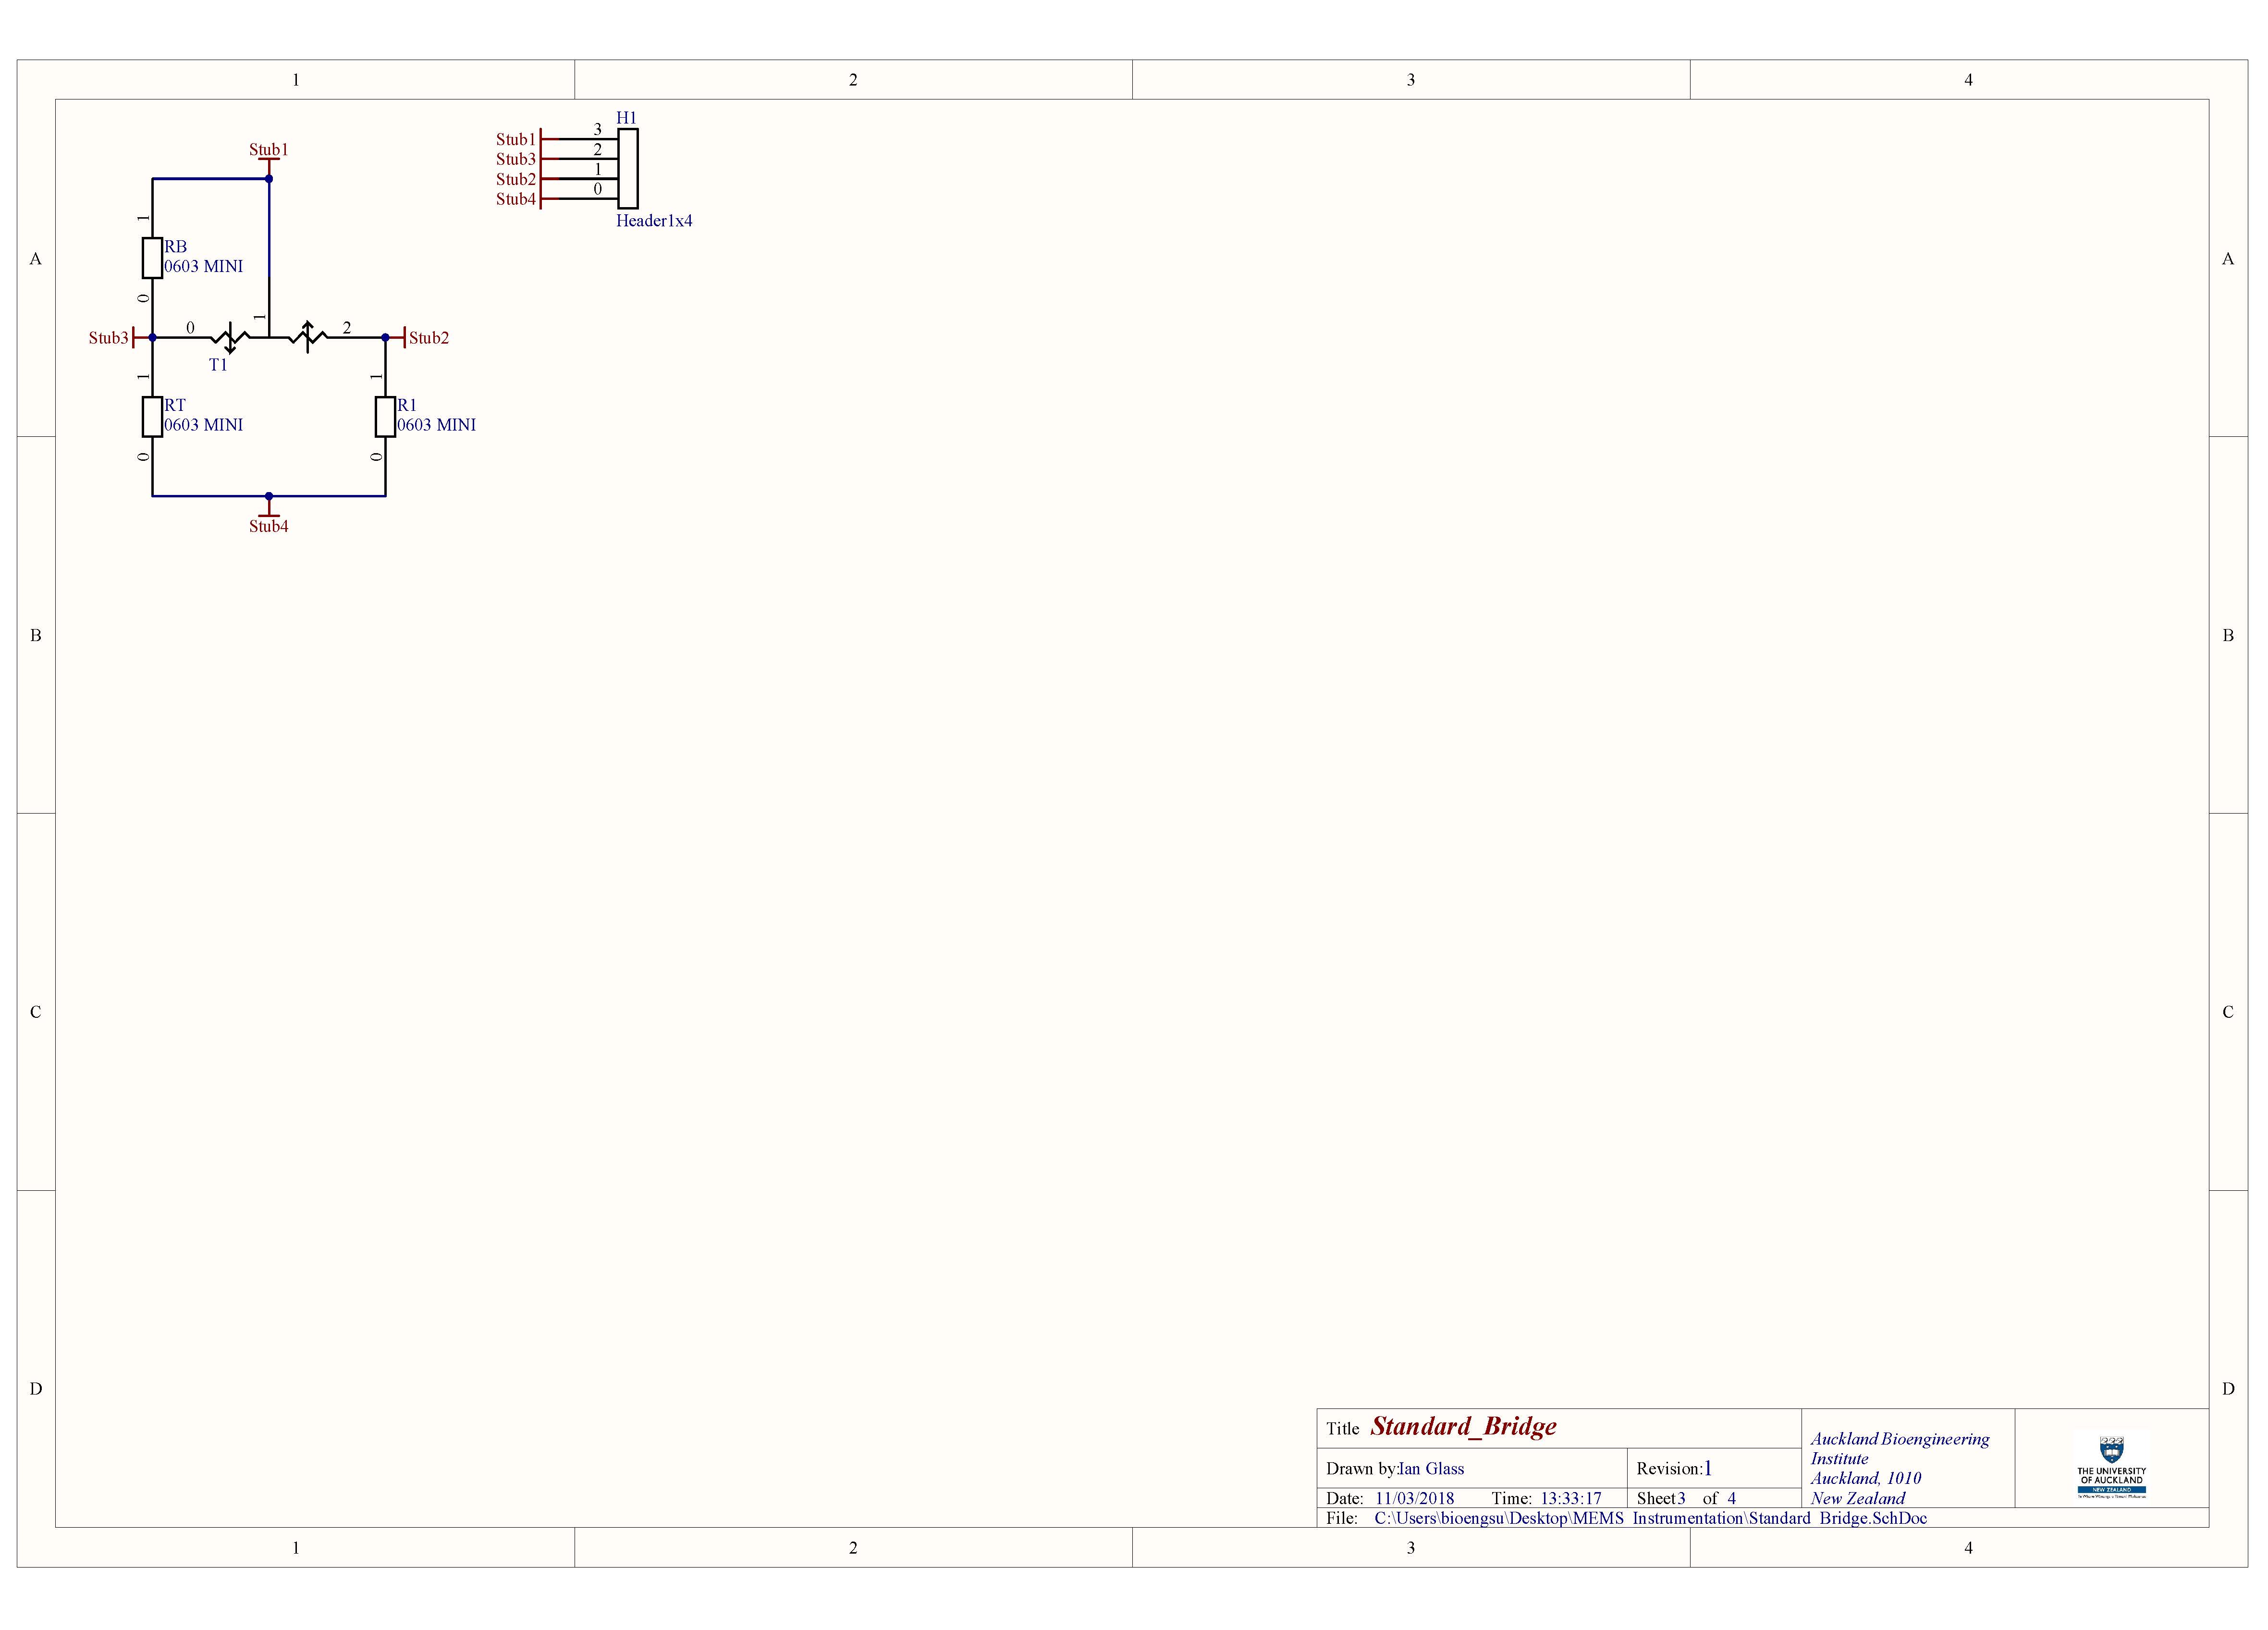 1 2 3 4
A A
B B
C C
D D
Stub1
1
RB
0603 MINI
0
Stub3
0
1
2
Stub2
T1
1
RT
0603 MINI
0
1
R1
0603 MINI
0
Stub4
H1
Stub1 3
Stub3 2
Stub2 1
Stub4 0
Header1x4
Title Standard_Bridge
Drawn by:Ian Glass
Revision:1
Date: 11/03/2018 Time: 13:33:17
Sheet3 of 4
File: C:\Users\bioengsu\Desktop\MEMS Instrumentation\Standard Bridge.SchDoc
Auckland Bioengineering
Institute
Auckland, 1010
New Zealand
THE UNIVERSITY
OF AUCKLAND
NEW ZEALAND
1 2 3 4